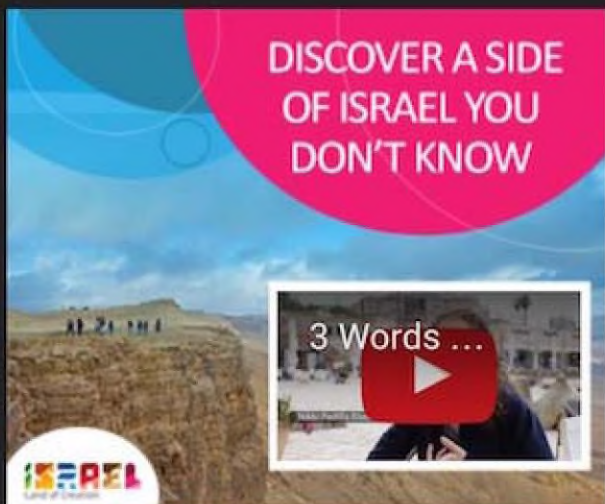 DISCOVER A SIDE
OF ISRAEL YOU
DON'T KNOW
3 Words ...
ISRAEL
Land of Creation